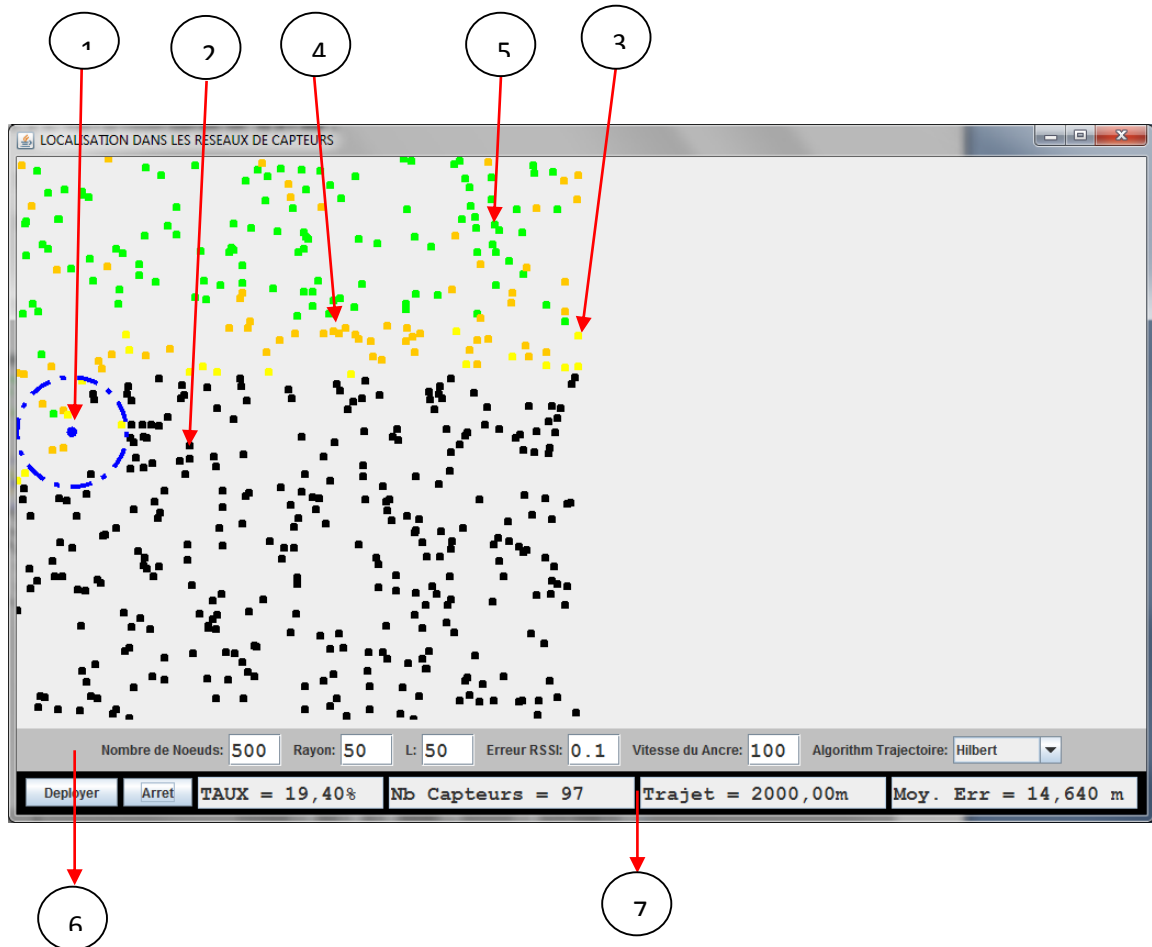 1 2 4 5 3
LOCALISATION DANS LES RESEAUX DE CAPTEURS
Nombre de Noeuds: 500 Rayon: 50 L: 50 Erreur RSSI: 0.1 Vitesse du Ancre: 100 Algorithm Trajectoire: Hilbert
Deployer Arret TAUX = 19,40% Nb Capteurs = 97 Trajet = 2000,00m Moy. Err = 14,640 m
6 7